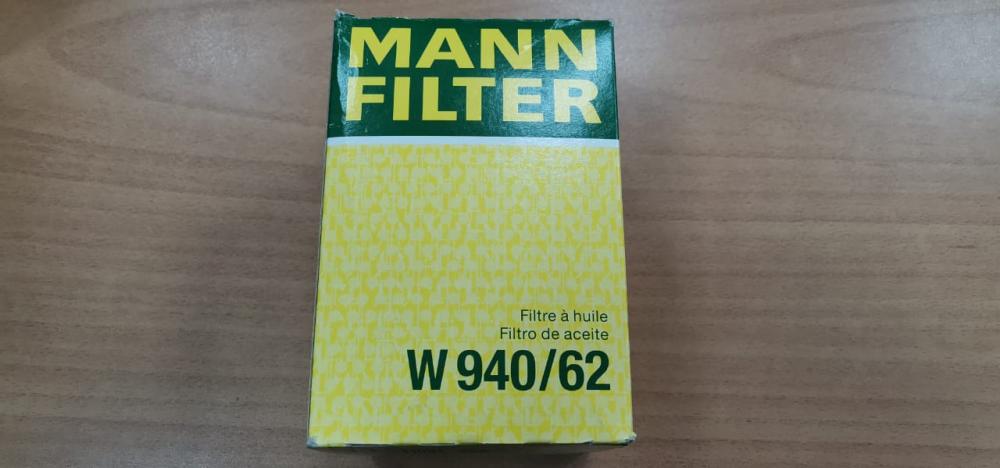 MANN
FILTER
Filtre à huile
Filtro de aceite
W 940/62